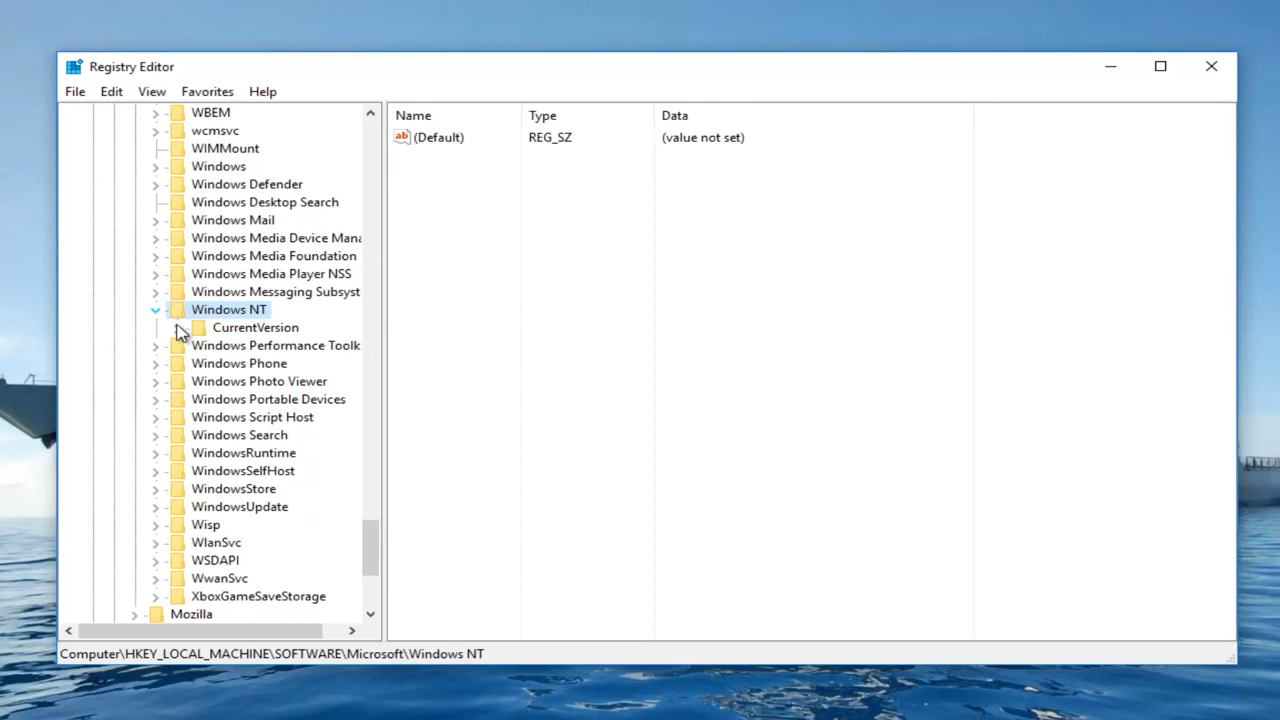 Registry Editor
File Edit View Favorites Help
WBEM
wcmsvc
WIMMount
Windows
Windows Defender
Windows Desktop Search
Windows Mail
Windows Media Device Mana
Windows Media Foundation
Windows Media Player NSS
Windows Messaging Subsyst
Windows NT
CurrentVersion
Windows Performance Toolk
Windows Phone
Windows Photo Viewer
Windows Portable Devices
Windows Script Host
Windows Search
WindowsRuntime
WindowsSelfHost
WindowsStore
WindowsUpdate
Wisp
WlanSvc
WSDAPI
WwanSvc
XboxGameSaveStorage
Mozilla
Name Type Data
ab (Default) REG_SZ (value not set)
Computer\HKEY_LOCAL_MACHINE\SOFTWARE\Microsoft\Windows NT